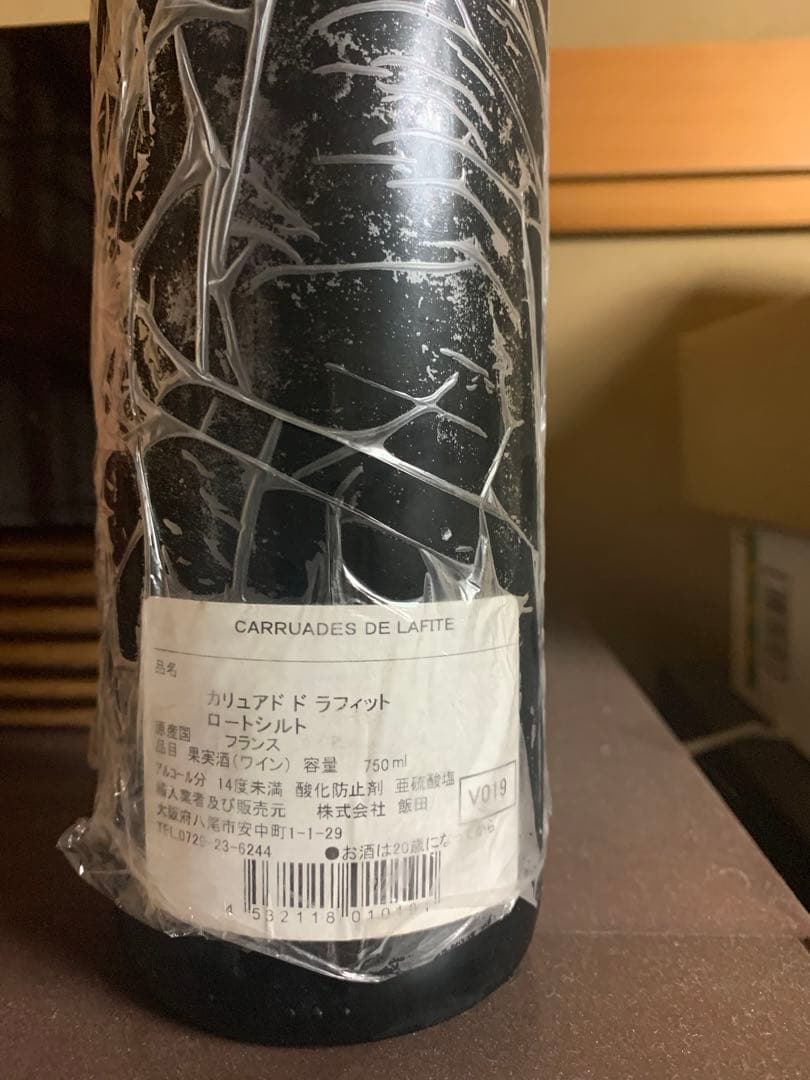 CARRUADES DE LAFITE
品名
カリュアド ド ラフィット
ロートシルト
原産国 フランス
品目 果実酒(ワイン) 容量 750ml
アルコール分 14度未満 酸化防止剤 亜硫酸塩
輸入業者及び販売元 株式会社 飯田
V019
大阪府八尾市安中町1-1-29
TEL.0729-23-6244 ●お酒は20歳にな
4 532118 010